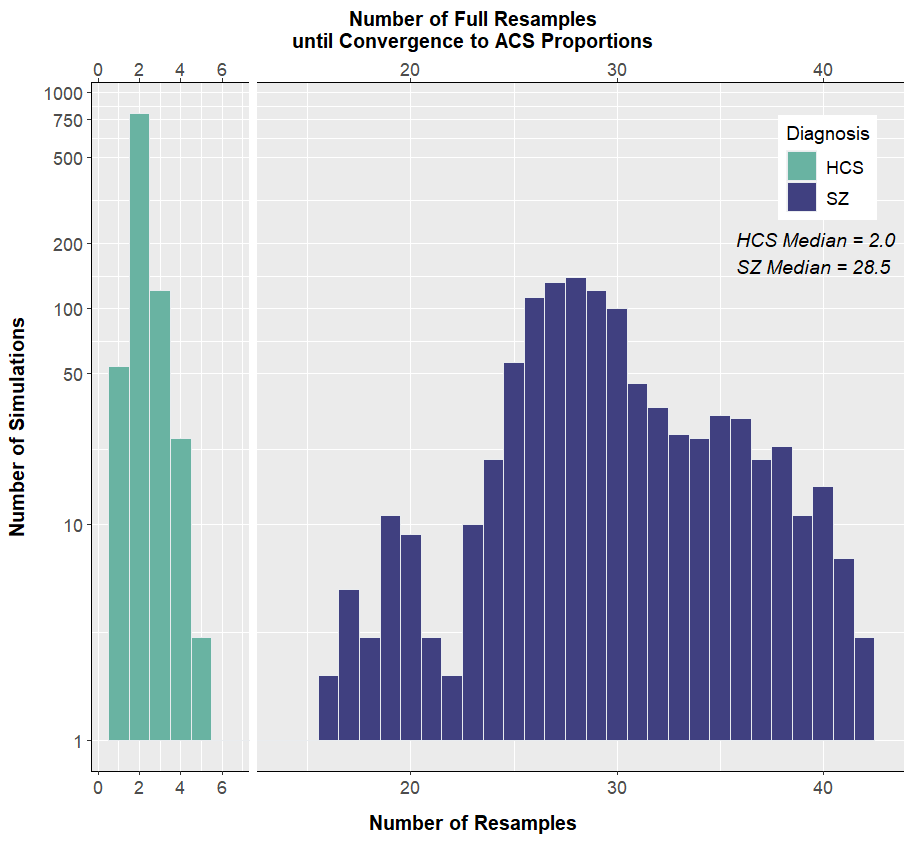 Number of Full Resamples
until Convergence to ACS Proportions
0 2 4 6 20 30 40
1000
750
500
200
100
50
10
1
Number of Simulations
Diagnosis
HCS
SZ
HCS Median = 2.0
SZ Median = 28.5
0 2 4 6 20 30 40
Number of Resamples